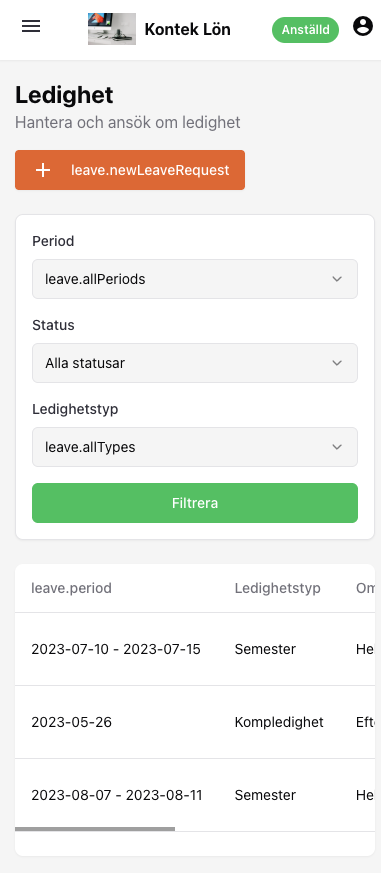 Kontek Lön
Anställd
Ledighet
Hantera och ansök om ledighet
leave.newLeaveRequest
Period
leave.allPeriods
Status
Alla statusar
Ledighetstyp
leave.allTypes
Filtrera
leave.period Ledighetstyp Om
2023-07-10 - 2023-07-15 Semester He
2023-05-26 Kompledighet Eft
2023-08-07 - 2023-08-11 Semester He